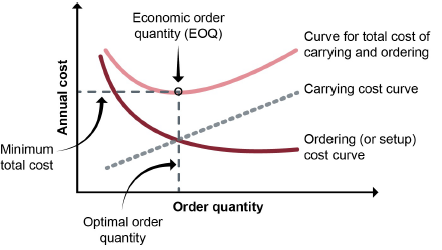 Economic order
quantity (EOQ)
Curve for total cost of
carrying and ordering
Carrying cost curve
Ordering (or setup)
cost curve
Annual cost
Minimum
total cost
Order quantity
Optimal order
quantity